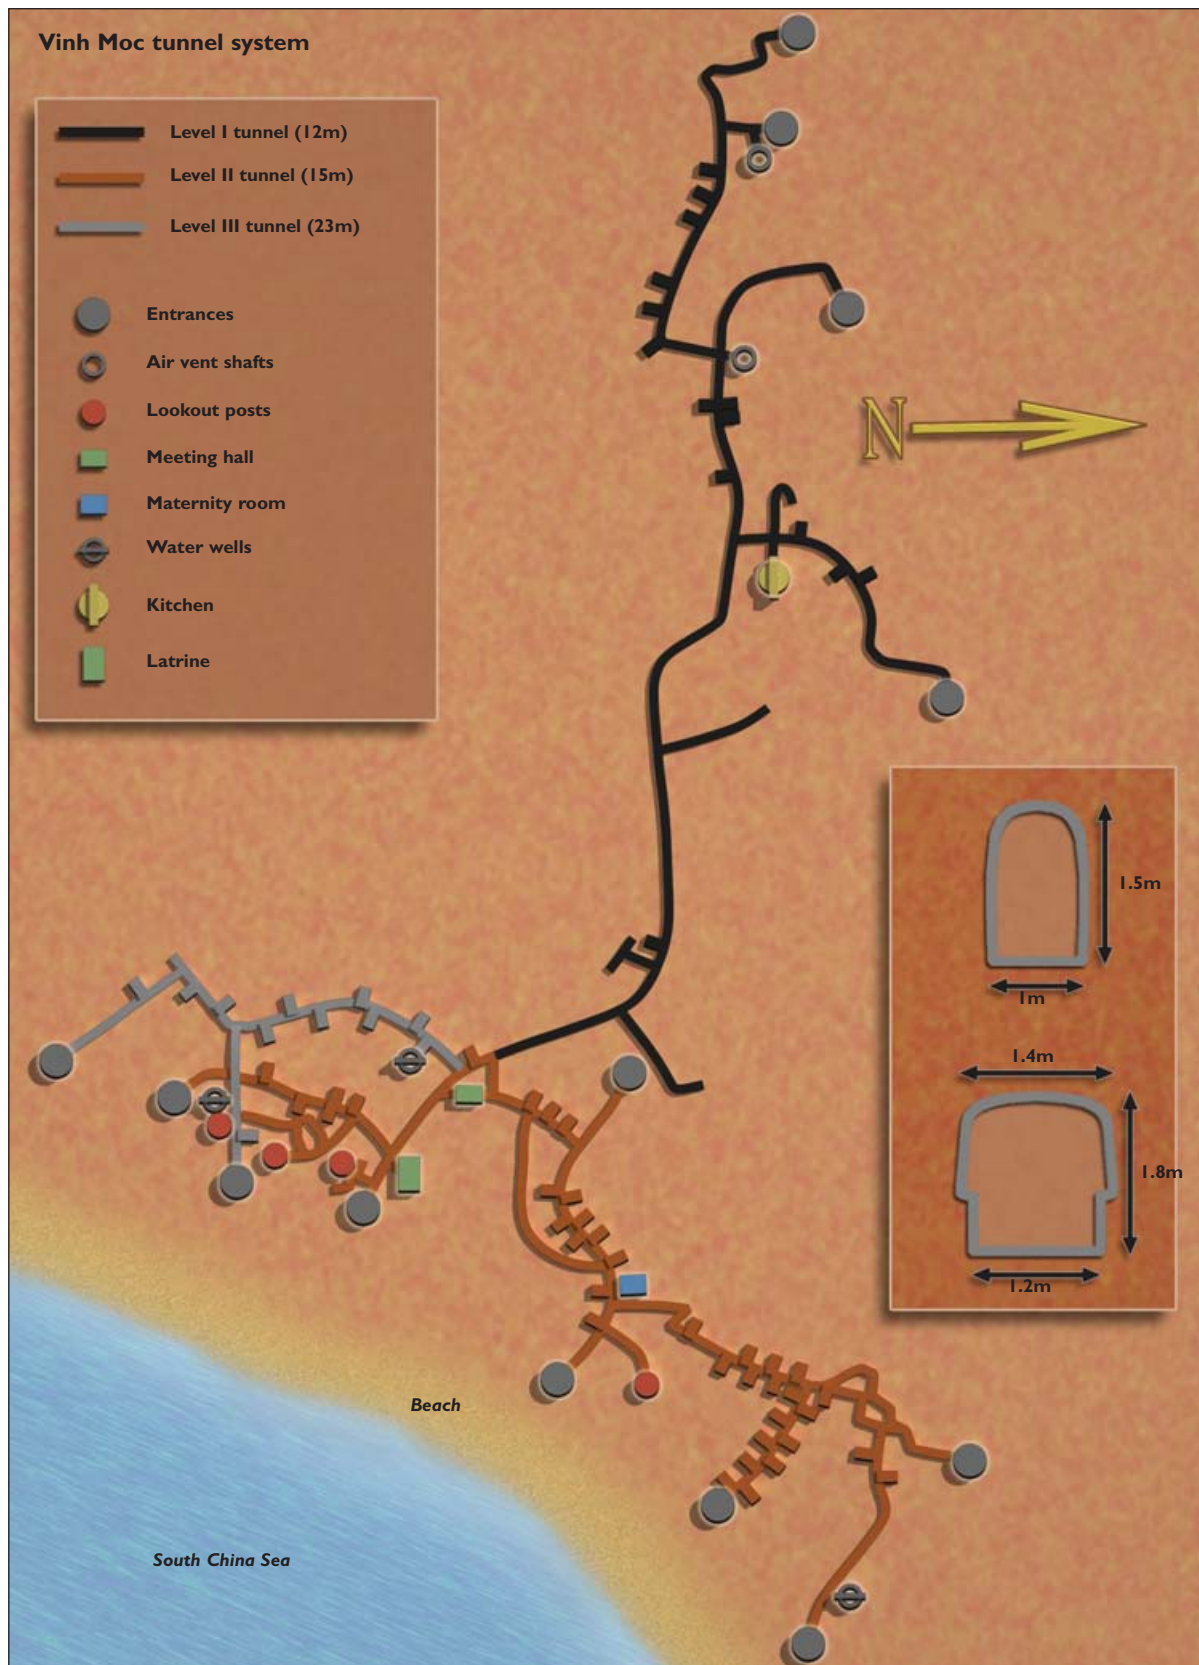 Vinh Moc tunnel system
Level I tunnel (12m)
Level II tunnel (15m)
Level III tunnel (23m)
Entrances
Air vent shafts
Lookout posts
Meeting hall
Maternity room
Water wells
Kitchen
Latrine
N
1.5m
1m
1.4m
1.8m
1.2m
Beach
South China Sea